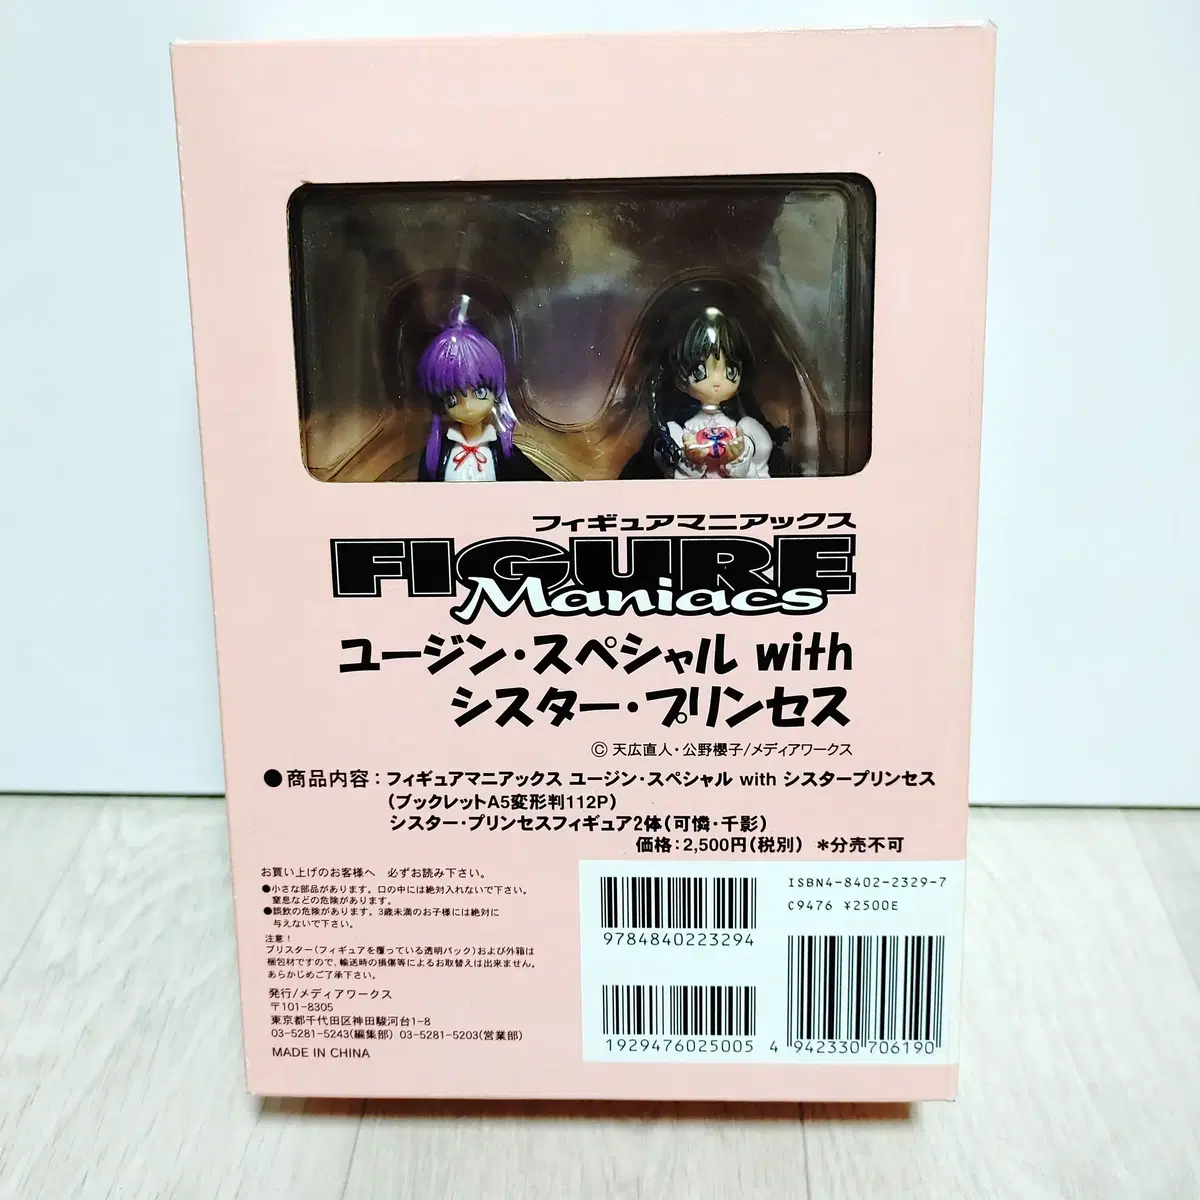 フィギュアマニアックス
FIGURE
Maniacs
ユージン・スペシャル with
シスター・プリンセス
© 天広直人・公野櫻子/メディアワークス
●商品内容：フィギュアマニアックス ユージン・スペシャル with シスタープリンセス
（ブックレットA5変形判112P）
シスター・プリンセスフィギュア2体（可憐・千影）
価格：2,500円（税別） *分売不可
お買い上げのお客様へ 必ずお読み下さい。
●小さな部品があります。口の中には絶対入れないで下さい。
窒息などの危険があります。
●誤飲の危険があります。3歳未満のお子様には絶対に
与えないで下さい。
注意！
ブリスター（フィギュアを覆っている透明パック）および外箱は
梱包材ですので、輸送時の損傷等によるお取替えは出来ません。
あらかじめご了承下さい。
発行/メディアワークス
〒101-8305
東京都千代田区神田駿河台1-8
03-5281-5243(編集部) 03-5281-5203(営業部)
MADE IN CHINA
ISBN4-8402-2329-7
C9476 ¥2500E
9784840223294
1929476025005
4 942330 706190